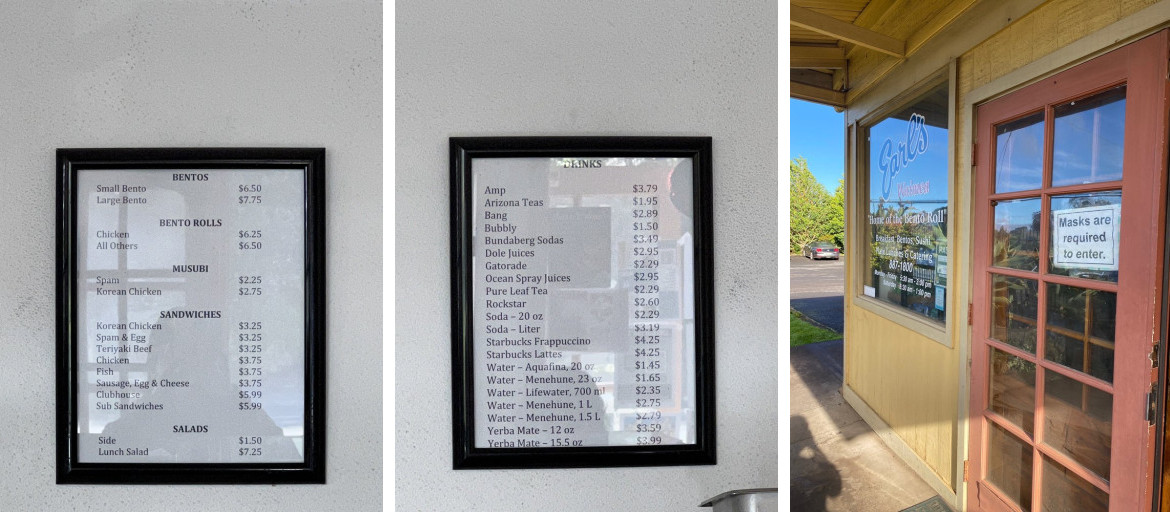 BENTOS
Small Bento $6.50
Large Bento $7.75
BENTO ROLLS
Chicken $6.25
All Others $6.50
MUSUBI
Spam $2.25
Korean Chicken $2.75
SANDWICHES
Korean Chicken $3.25
Spam & Egg $3.25
Teriyaki Beef $3.25
Chicken $3.75
Fish $3.75
Sausage, Egg & Cheese $3.75
Clubhouse $5.99
Sub Sandwiches $5.99
SALADS
Side $1.50
Lunch Salad $7.25
DRINKS
Amp $3.79
Arizona Teas $1.95
Bang $2.89
Bubbly $1.50
Bundaberg Sodas $3.49
Dole Juices $2.95
Gatorade $2.29
Ocean Spray Juices $2.95
Pure Leaf Tea $2.29
Rockstar $2.60
Soda – 20 oz $2.29
Soda – Liter $3.19
Starbucks Frappuccino $4.25
Starbucks Lattes $4.25
Water – Aquafina, 20 oz $1.45
Water – Menehune, 23 oz $1.65
Water – Lifewater, 700 ml $2.35
Water – Menehune, 1 L $2.75
Water – Menehune, 1.5 L $2.79
Yerba Mate – 12 oz $3.59
Yerba Mate – 15.5 oz $3.99
Earl's
"Home of the Bento Roll"
Breakfast, Bentos, Sushi,
& Catering
887-1800
Masks are
required
to enter.